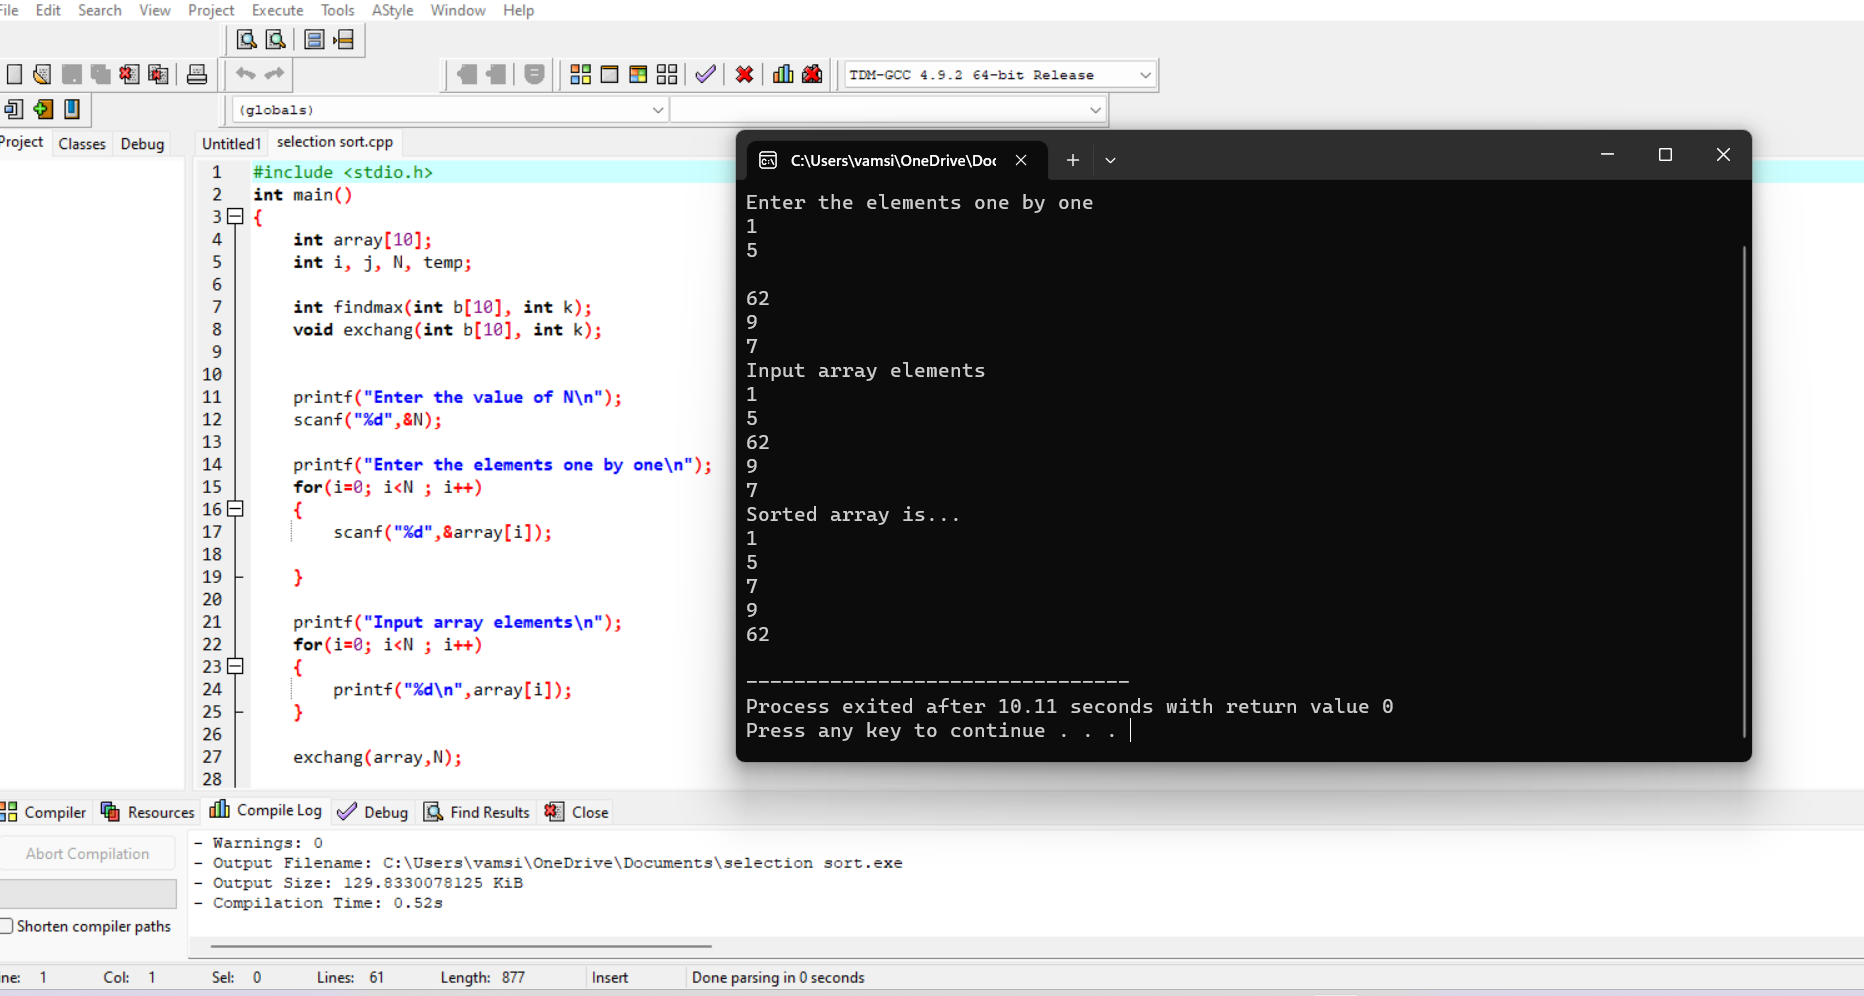 File Edit Search View Project Execute Tools AStyle Window Help
TDM-GCC 4.9.2 64-bit Release
(globals)
Project Classes Debug
Untitled1 selection sort.cpp
1 #include <stdio.h>
2 int main()
3 {
4 int array[10];
5 int i, j, N, temp;
6
7 int findmax(int b[10], int k);
8 void exchang(int b[10], int k);
9
10
11 printf("Enter the value of N\n");
12 scanf("%d",&N);
13
14 printf("Enter the elements one by one\n");
15 for(i=0; i<N ; i++)
16 {
17 scanf("%d",&array[i]);
18
19 }
20
21 printf("Input array elements\n");
22 for(i=0; i<N ; i++)
23 {
24 printf("%d\n",array[i]);
25 }
26
27 exchang(array,N);
28
C:\Users\vamsi\OneDrive\Doc
Enter the elements one by one
1
5
62
9
7
Input array elements
1
5
62
9
7
Sorted array is...
1
5
7
9
62
--------------------------------
Process exited after 10.11 seconds with return value 0
Press any key to continue . . .
Compiler Resources Compile Log Debug Find Results Close
Abort Compilation
Shorten compiler paths
- Warnings: 0
- Output Filename: C:\Users\vamsi\OneDrive\Documents\selection sort.exe
- Output Size: 129.8330078125 KiB
- Compilation Time: 0.52s
ine: 1 Col: 1 Sel: 0 Lines: 61 Length: 877 Insert Done parsing in 0 seconds